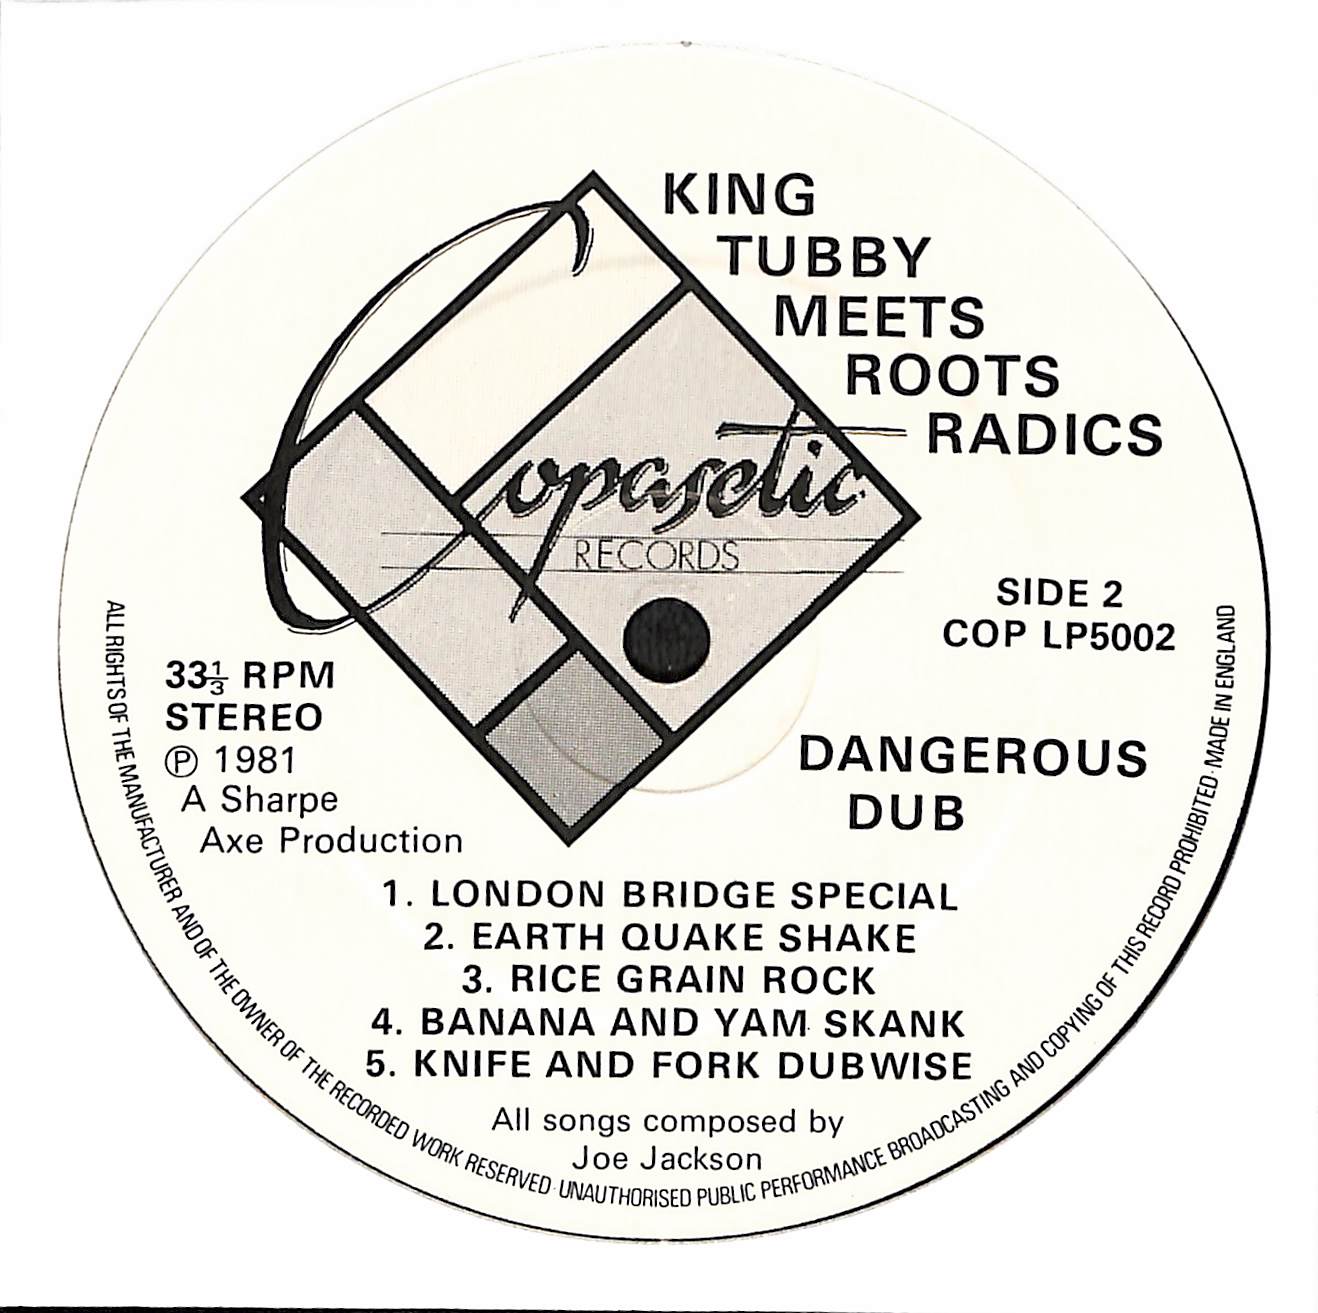 KING
TUBBY
MEETS
ROOTS
RADICS
Copasetic
RECORDS
SIDE 2
COP LP5002
33⅓ RPM
STEREO
℗ 1981
A Sharpe
Axe Production
DANGEROUS
DUB
1. LONDON BRIDGE SPECIAL
2. EARTH QUAKE SHAKE
3. RICE GRAIN ROCK
4. BANANA AND YAM SKANK
5. KNIFE AND FORK DUBWISE
All songs composed by
Joe Jackson
ALL RIGHTS OF THE MANUFACTURER AND OF THE OWNER OF THE RECORDED WORK RESERVED · UNAUTHORISED PUBLIC PERFORMANCE BROADCASTING AND COPYING OF THIS RECORD PROHIBITED · MADE IN ENGLAND